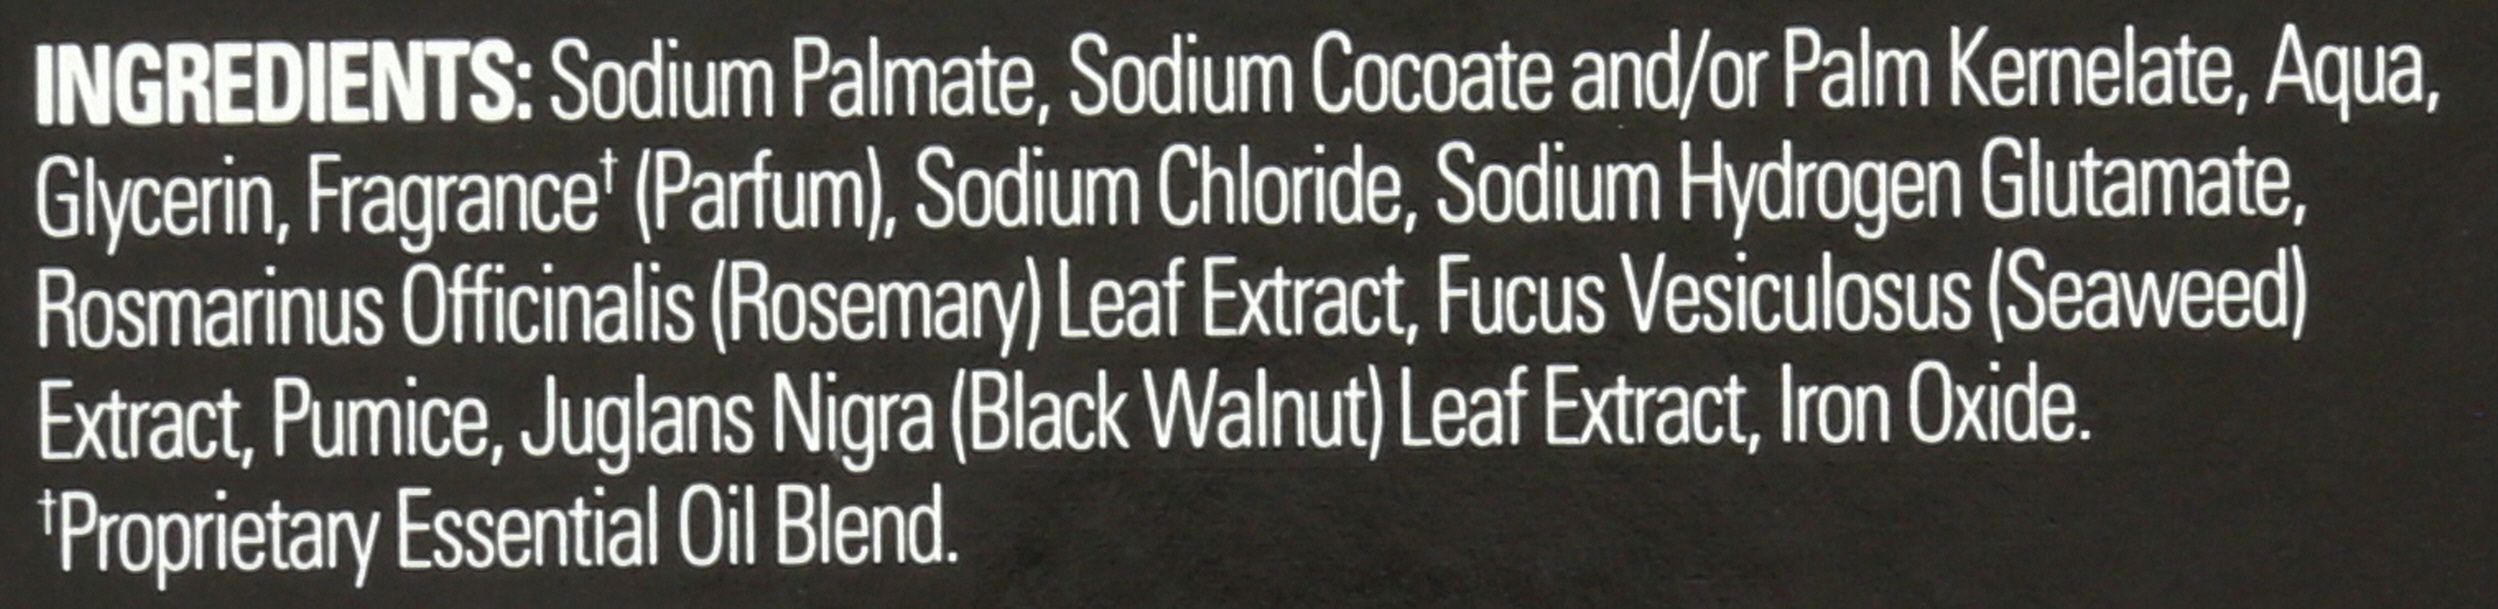 INGREDIENTS: Sodium Palmate, Sodium Cocoate and/or Palm Kernelate, Aqua,
Glycerin, Fragrance† (Parfum), Sodium Chloride, Sodium Hydrogen Glutamate,
Rosmarinus Officinalis (Rosemary) Leaf Extract, Fucus Vesiculosus (Seaweed)
Extract, Pumice, Juglans Nigra (Black Walnut) Leaf Extract, Iron Oxide.
†Proprietary Essential Oil Blend.